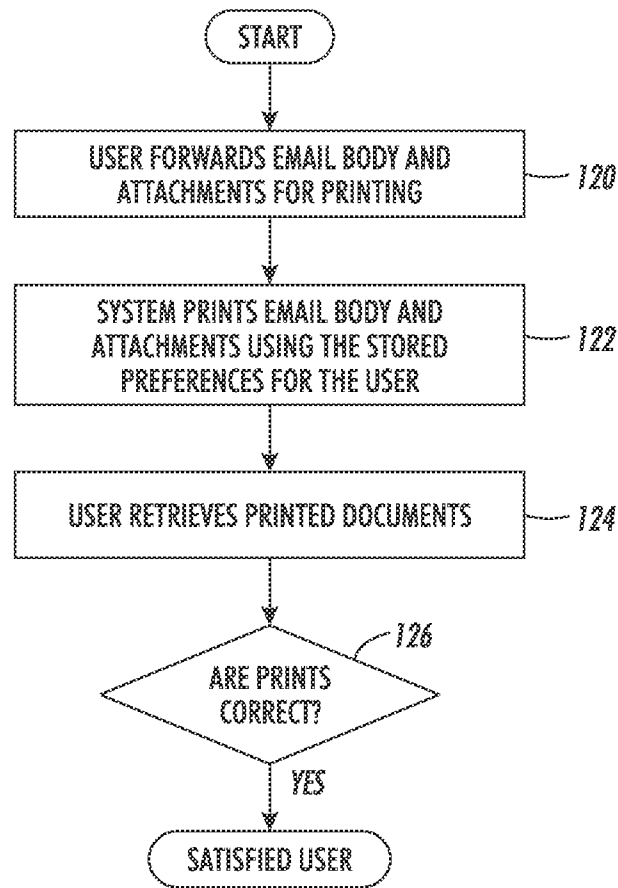 START
USER FORWARDS EMAIL BODY AND
ATTACHMENTS FOR PRINTING
120
SYSTEM PRINTS EMAIL BODY AND
ATTACHMENTS USING THE STORED
PREFERENCES FOR THE USER
122
USER RETRIEVES PRINTED DOCUMENTS
124
126
ARE PRINTS
CORRECT?
YES
SATISFIED USER